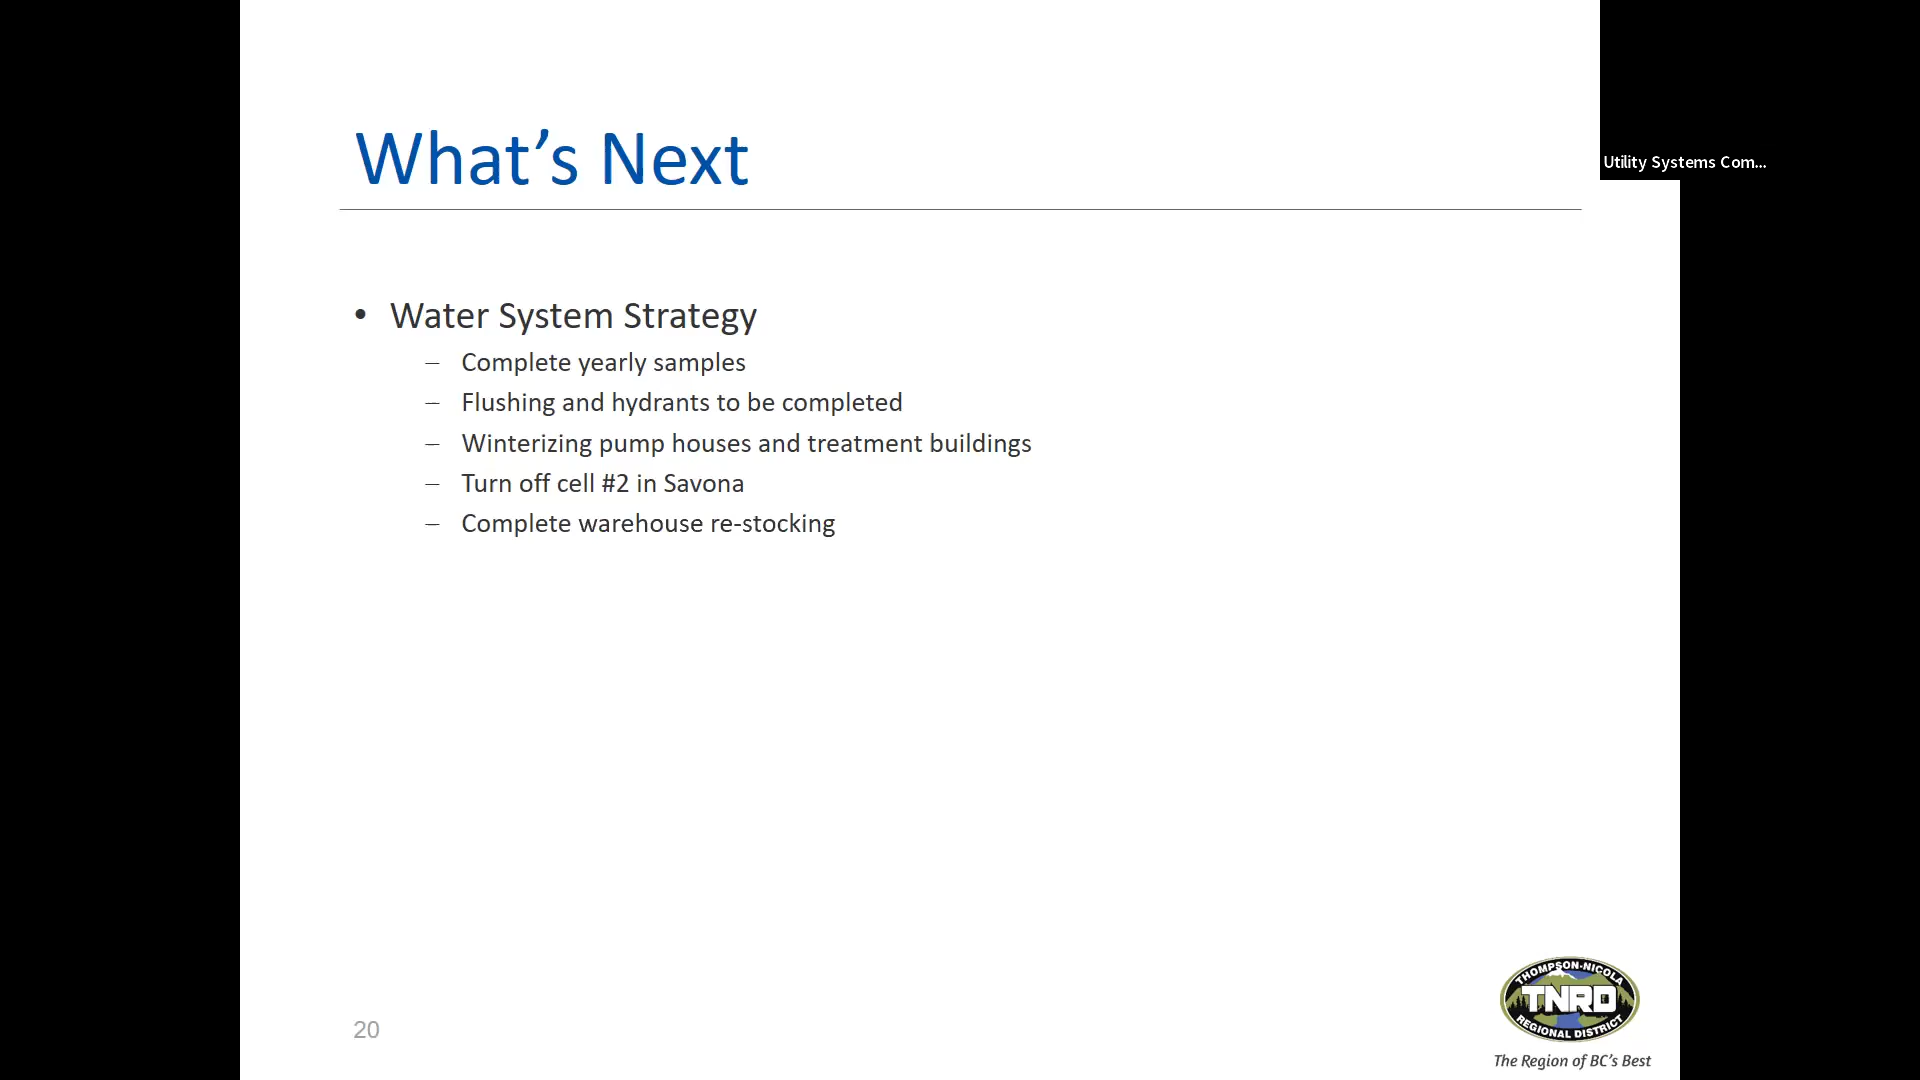 What’s Next
Utility Systems Com...
• Water System Strategy
– Complete yearly samples
– Flushing and hydrants to be completed
– Winterizing pump houses and treatment buildings
– Turn off cell #2 in Savona
– Complete warehouse re-stocking
THOMPSON-NICOLA
TNRD
REGIONAL DISTRICT
The Region of BC’s Best
20